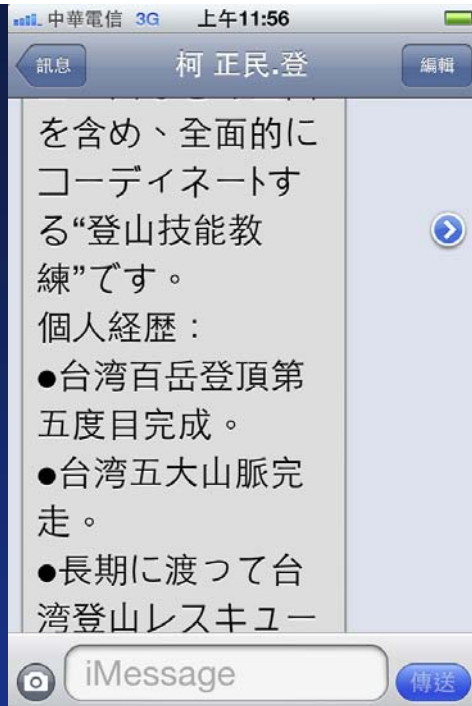 中華電信 3G 上午11:56
訊息 柯 正民.登 編輯
を含め、全面的に
コーディネートす
る“登山技能教
練”です。
個人経歴：
●台湾百岳登頂第
五度目完成。
●台湾五大山脈完
走。
●長期に渡って台
湾登山レスキュー
iMessage 傳送